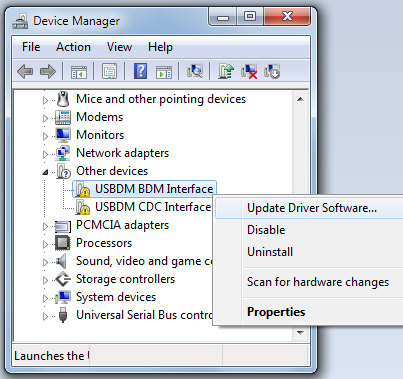 Device Manager
File Action View Help
Mice and other pointing devices
Modems
Monitors
Network adapters
Other devices
USBDM BDM Interface
USBDM CDC Interface
PCMCIA adapters
Processors
Sound, video and game co
Storage controllers
System devices
Universal Serial Bus contro
Update Driver Software...
Disable
Uninstall
Scan for hardware changes
Properties
Launches the